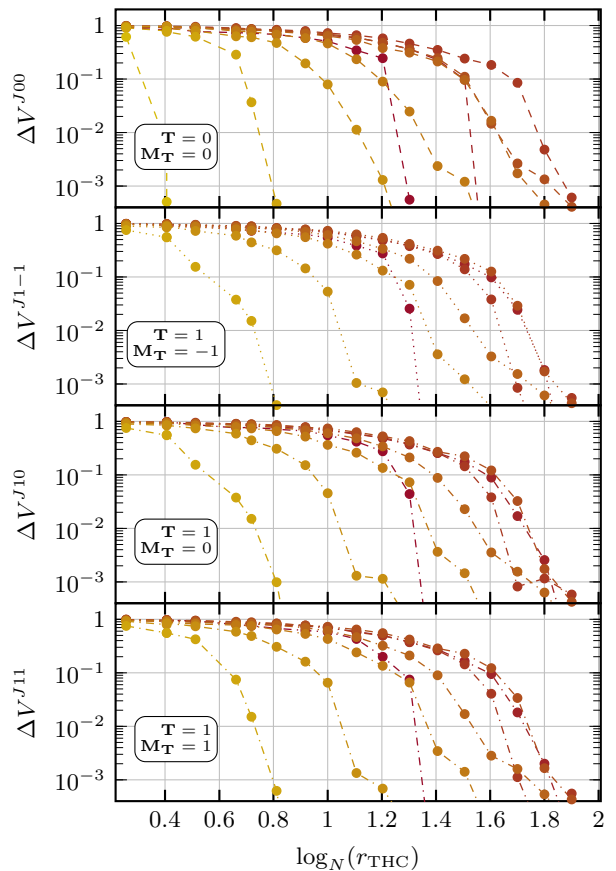 1
10⁻¹
10⁻²
10⁻³
ΔV^{J00}
T = 0
M_T = 0
1
10⁻¹
10⁻²
10⁻³
ΔV^{J1−1}
T = 1
M_T = −1
1
10⁻¹
10⁻²
10⁻³
ΔV^{J10}
T = 1
M_T = 0
1
10⁻¹
10⁻²
10⁻³
ΔV^{J11}
T = 1
M_T = 1
0.4 0.6 0.8 1 1.2 1.4 1.6 1.8 2
log_N(r_THC)